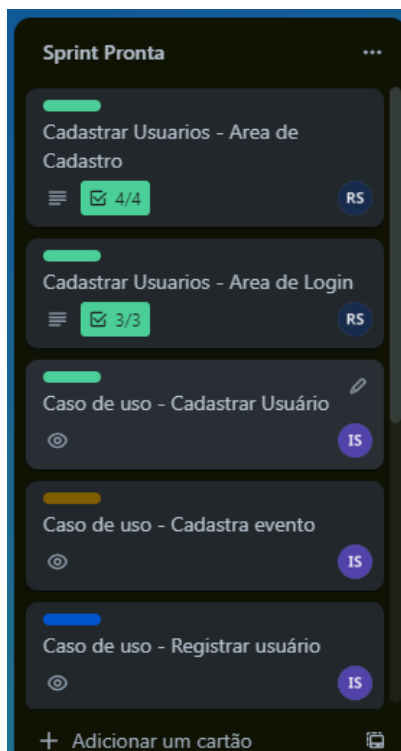 Sprint Pronta
Cadastrar Usuarios - Area de
Cadastro
4/4
RS
Cadastrar Usuarios - Area de Login
3/3
RS
Caso de uso - Cadastrar Usuário
IS
Caso de uso - Cadastra evento
IS
Caso de uso - Registrar usuário
IS
Adicionar um cartão